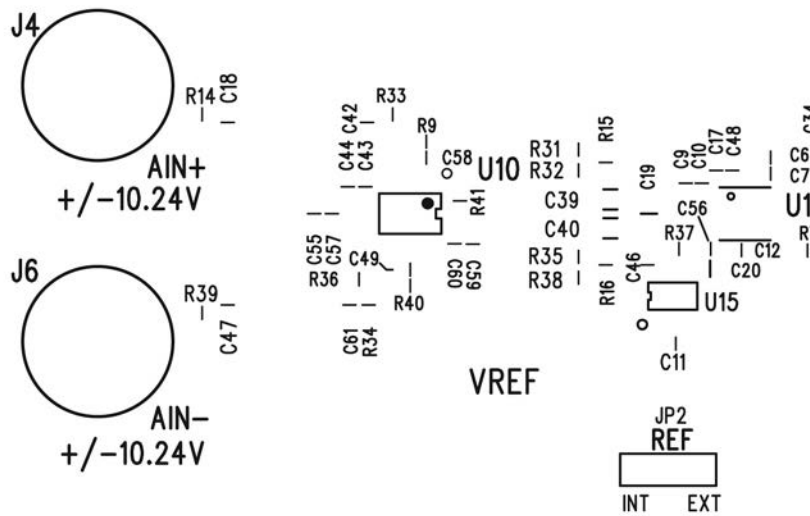 J4
R14
C18
AIN+
+/-10.24V
J6
R39
C47
AIN-
+/-10.24V
C42
R33
R9
C44
C43
C58
U10
R41
C55
C57
C49
R36
R40
C60
C59
C61
R34
R31
R32
R15
C39
C40
R35
R38
R16
C19
C9
C10
C17
C48
C56
R37
C46
C20
C12
C6
C7
U15
C11
VREF
JP2
REF
INT EXT